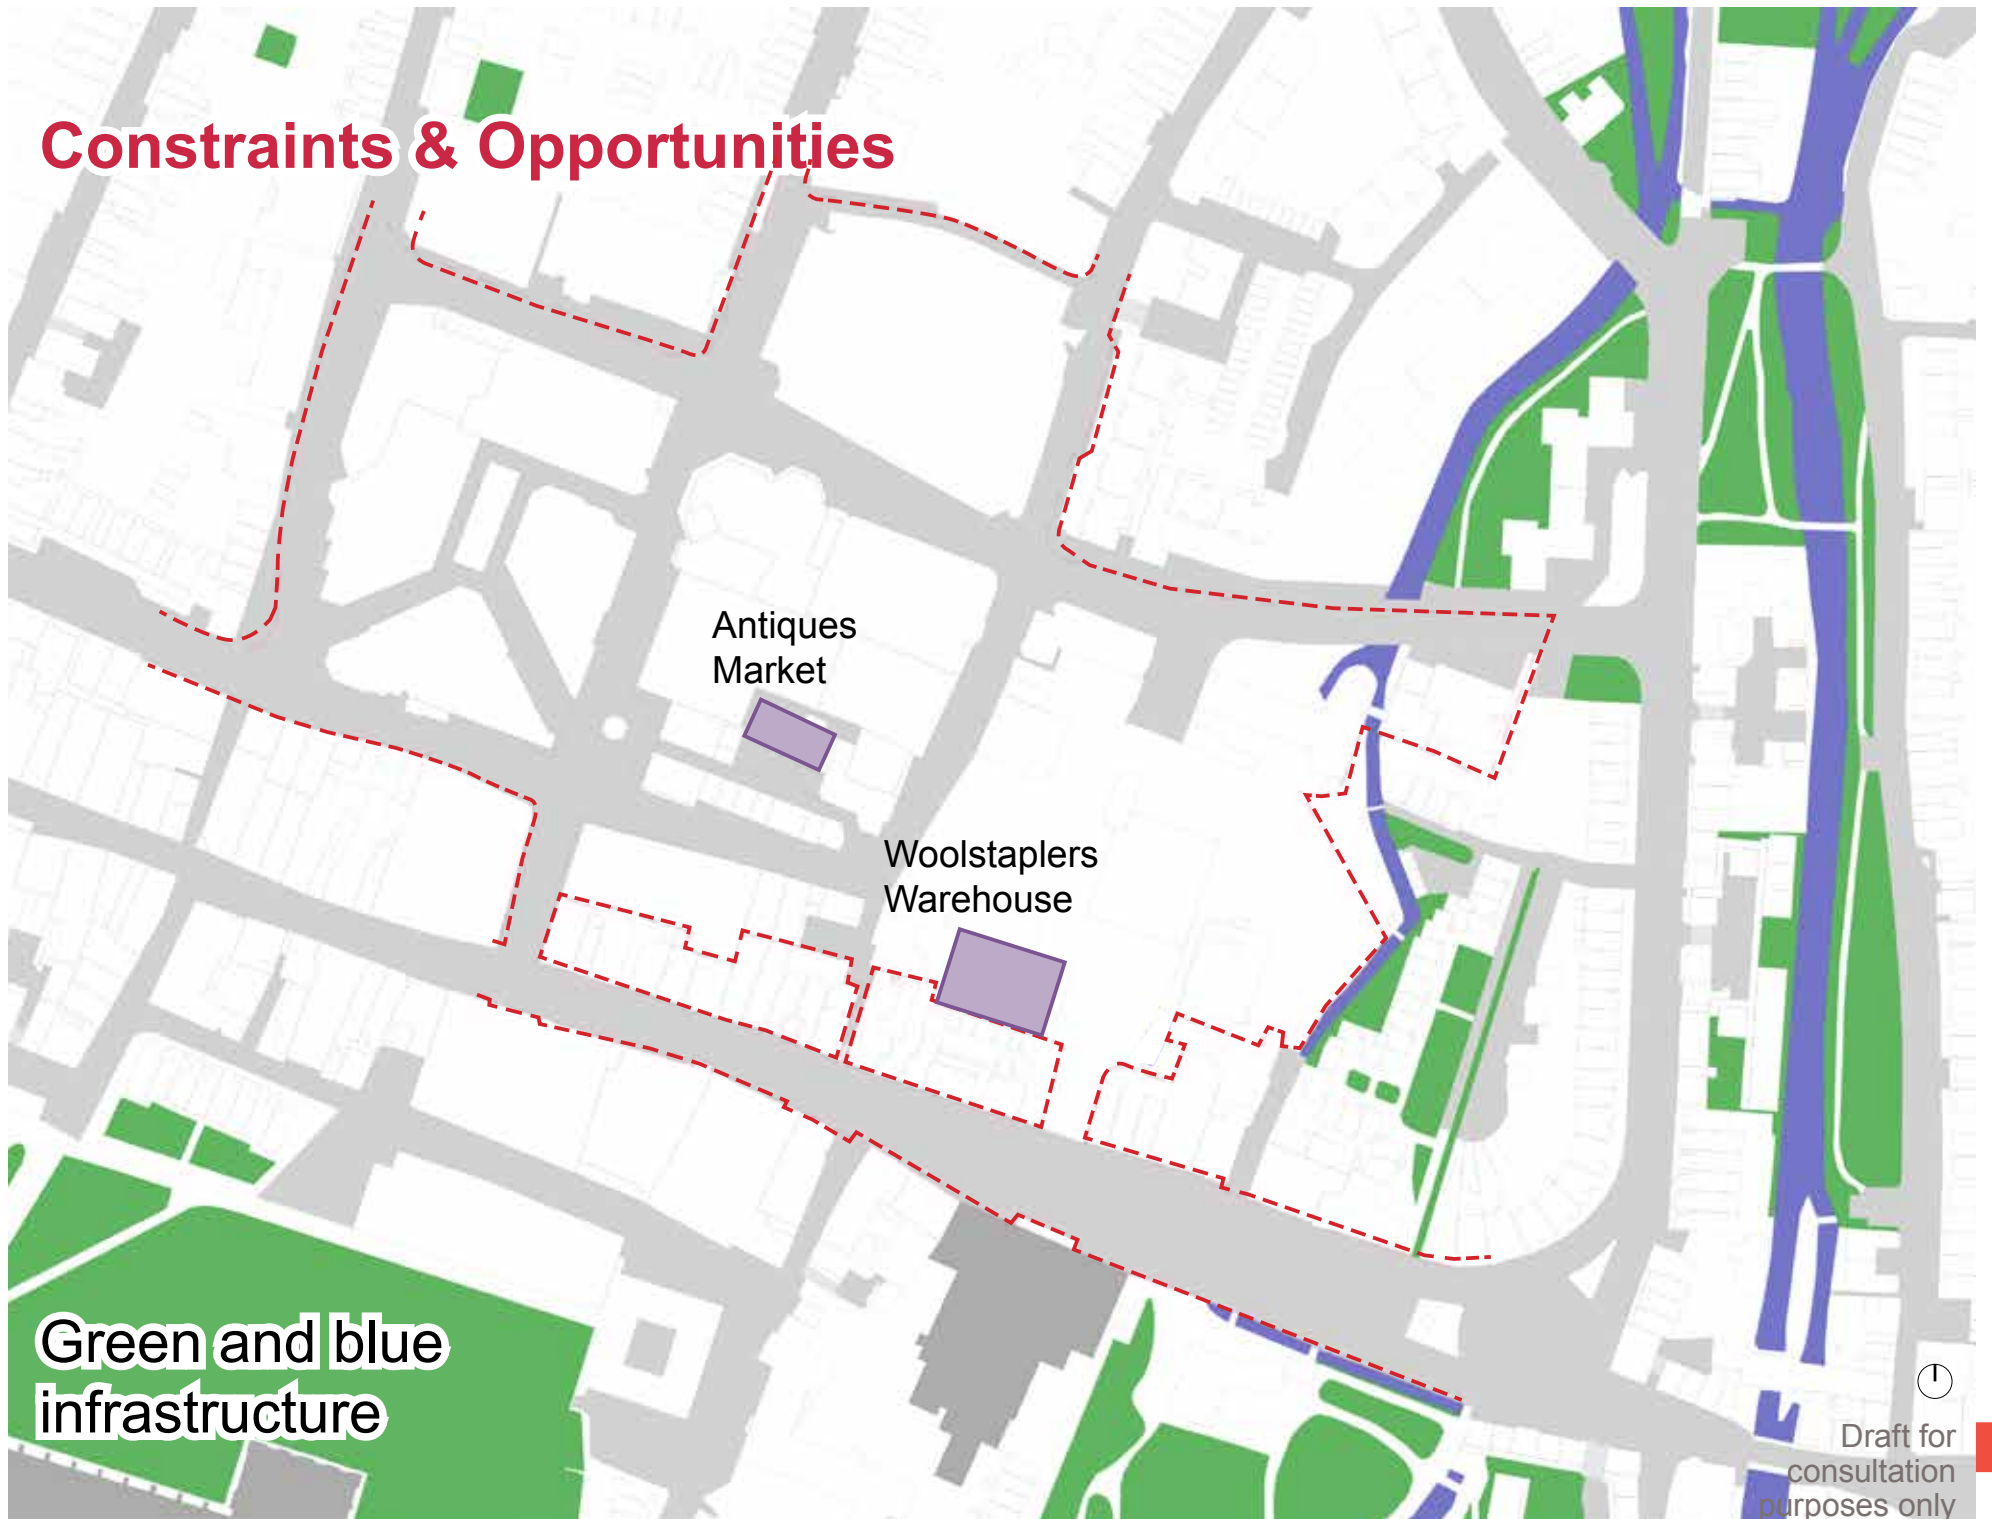 Constraints & Opportunities
Antiques
Market
Woolstaplers
Warehouse
Green and blue
infrastructure
Draft for
consultation
purposes only